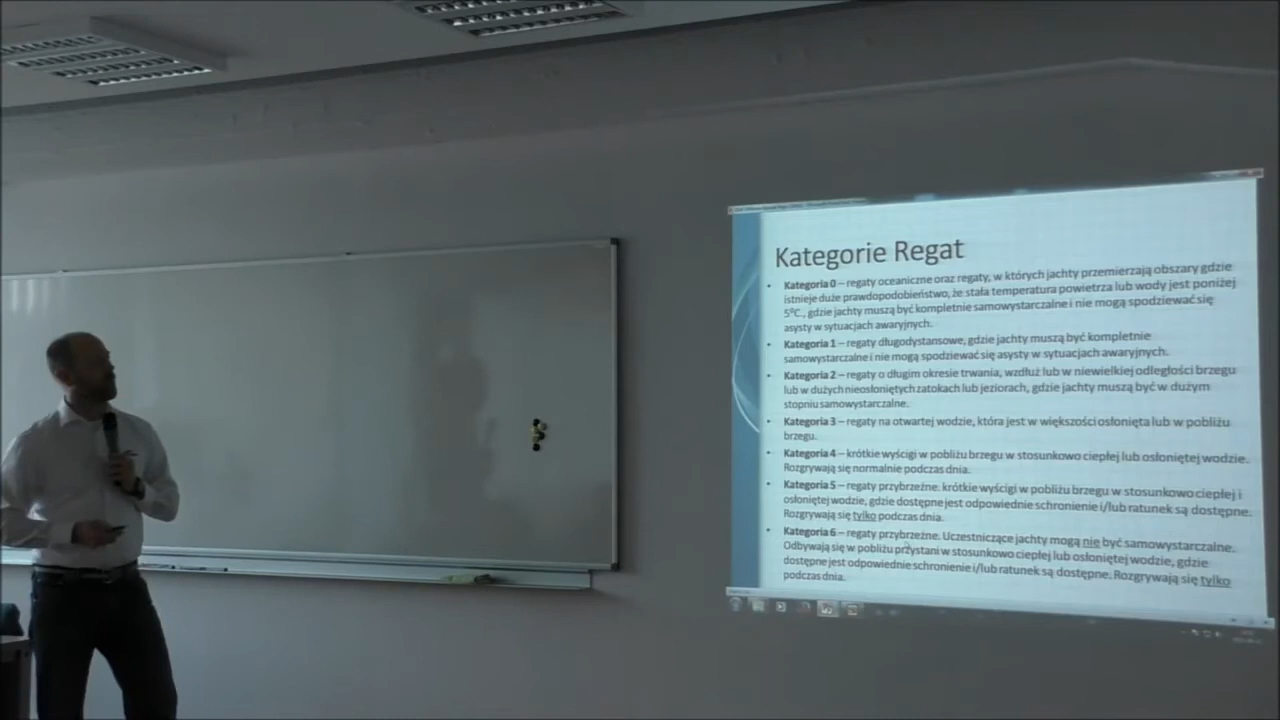 Kategorie Regat
• Kategoria 0 – regaty oceaniczne oraz regaty, w których jachty przemierzają obszary gdzie
istnieje duże prawdopodobieństwo, że stała temperatura powietrza lub wody jest poniżej
5°C., gdzie jachty muszą być kompletnie samowystarczalne i nie mogą spodziewać się
asysty w sytuacjach awaryjnych.
• Kategoria 1 – regaty długodystansowe, gdzie jachty muszą być kompletnie
samowystarczalne i nie mogą spodziewać się asysty w sytuacjach awaryjnych.
• Kategoria 2 – regaty o długim okresie trwania, wzdłuż lub w niewielkiej odległości brzegu
lub w dużych nieosłoniętych zatokach lub jeziorach, gdzie jachty muszą być w dużym
stopniu samowystarczalne.
• Kategoria 3 – regaty na otwartej wodzie, która jest w większości osłonięta lub w pobliżu
brzegu.
• Kategoria 4 – krótkie wyścigi w pobliżu brzegu w stosunkowo ciepłej lub osłoniętej wodzie.
Rozgrywają się normalnie podczas dnia.
• Kategoria 5 – regaty przybrzeżne. krótkie wyścigi w pobliżu brzegu w stosunkowo ciepłej i
osłoniętej wodzie, gdzie dostępne jest odpowiednie schronienie i/lub ratunek są dostępne.
Rozgrywają się tylko podczas dnia.
• Kategoria 6 – regaty przybrzeżne. Uczestniczące jachty mogą nie być samowystarczalne.
Odbywają się w pobliżu przystani w stosunkowo ciepłej lub osłoniętej wodzie, gdzie
dostępne jest odpowiednie schronienie i/lub ratunek są dostępne. Rozgrywają się tylko
podczas dnia.